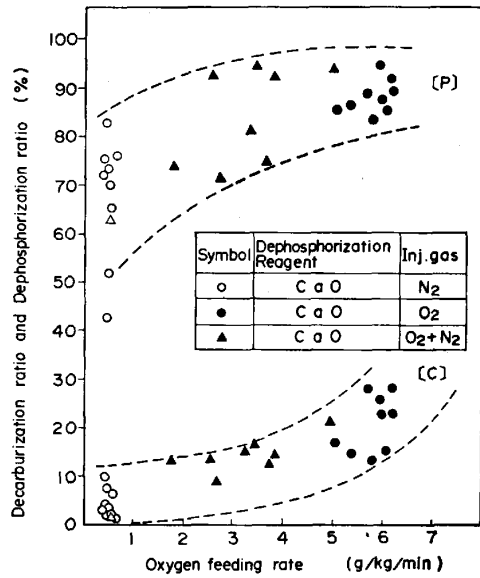 Decarburization ratio and Dephosphorization ratio (%)
100
90
80
70
60
50
40
30
20
10
0
[P]
Symbol Dephosphorization Reagent Inj.gas
○ CaO N2
● CaO O2
▲ CaO O2+N2
[C]
1 2 3 4 5 6 7
Oxygen feeding rate (g/kg/min)